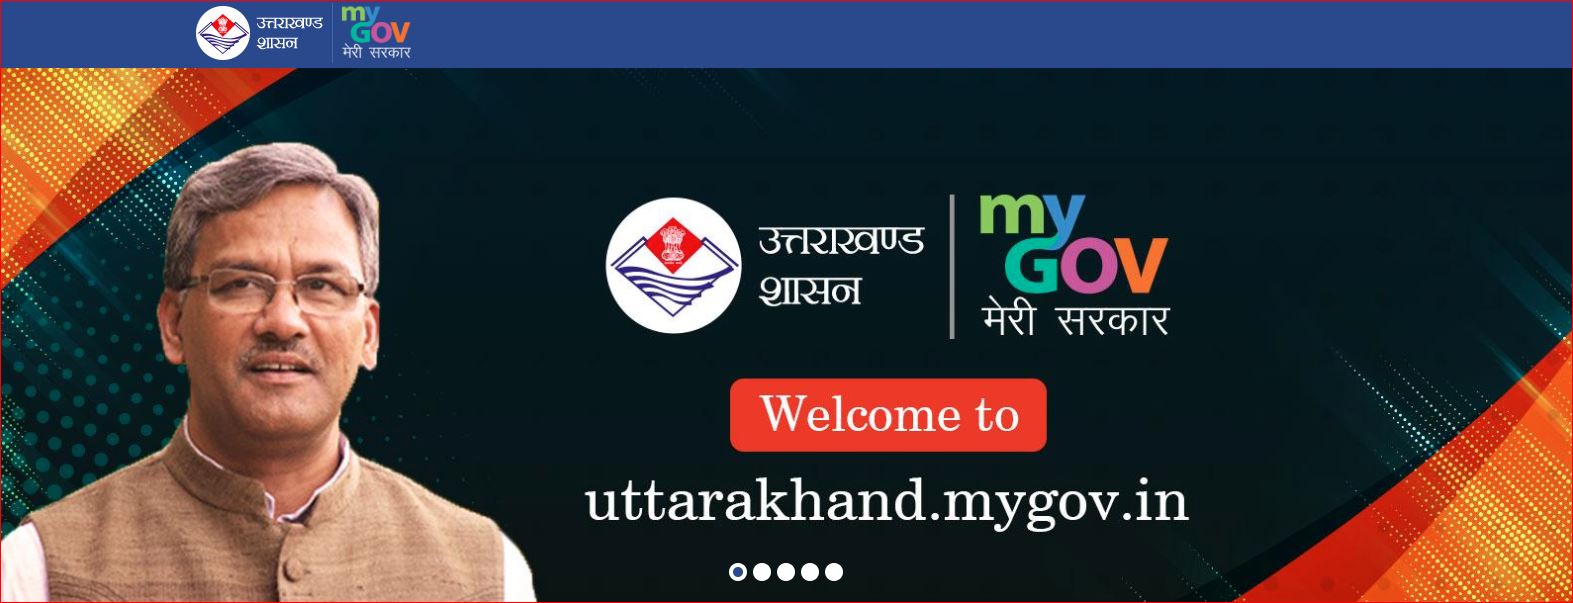 उत्तराखण्ड
शासन
my
GOV
मेरी सरकार
उत्तराखण्ड
शासन
my
GOV
मेरी सरकार
Welcome to
uttarakhand.mygov.in